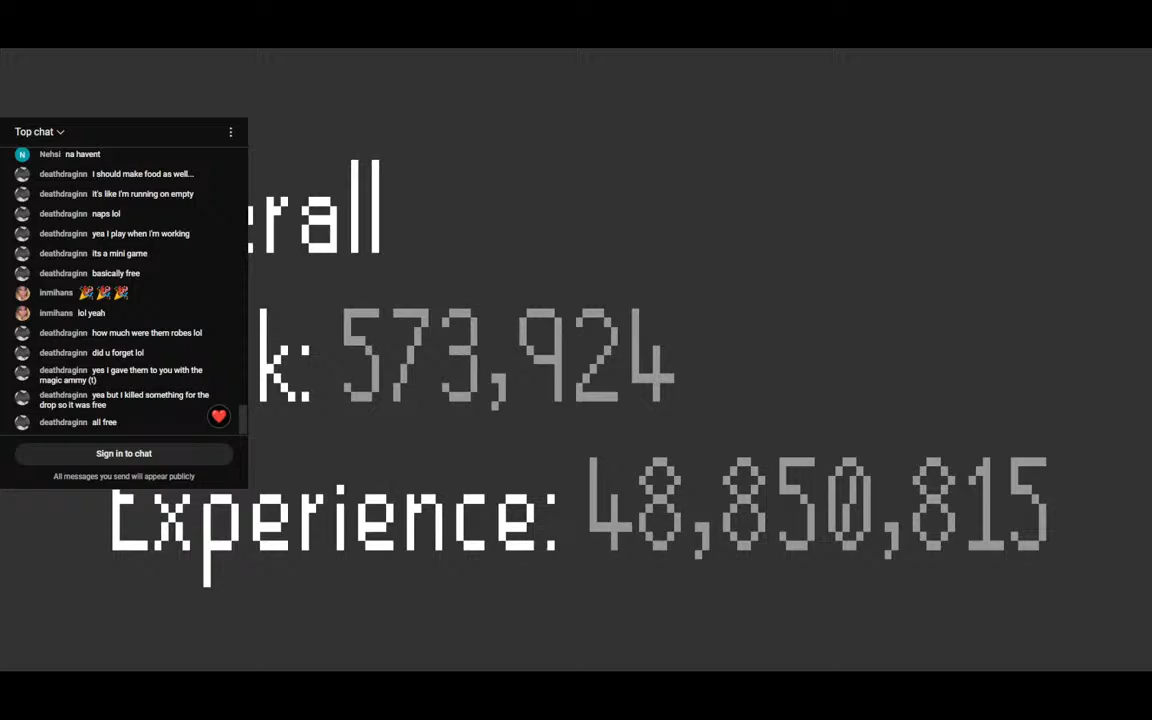 Top chat
Nehsi na havent
deathdraginn I should make food as well...
deathdraginn it's like I'm running on empty
deathdraginn naps lol
deathdraginn yea I play when I'm working
deathdraginn its a mini game
deathdraginn basically free
inmihans 🎉🎉🎉
inmihans lol yeah
deathdraginn how much were them robes lol
deathdraginn did u forget lol
deathdraginn yes I gave them to you with the
magic ammy (t)
deathdraginn yea but I killed something for the
drop so it was free
deathdraginn all free
Sign in to chat
All messages you send will appear publicly
erall
k: 573,924
Experience: 48,850,815